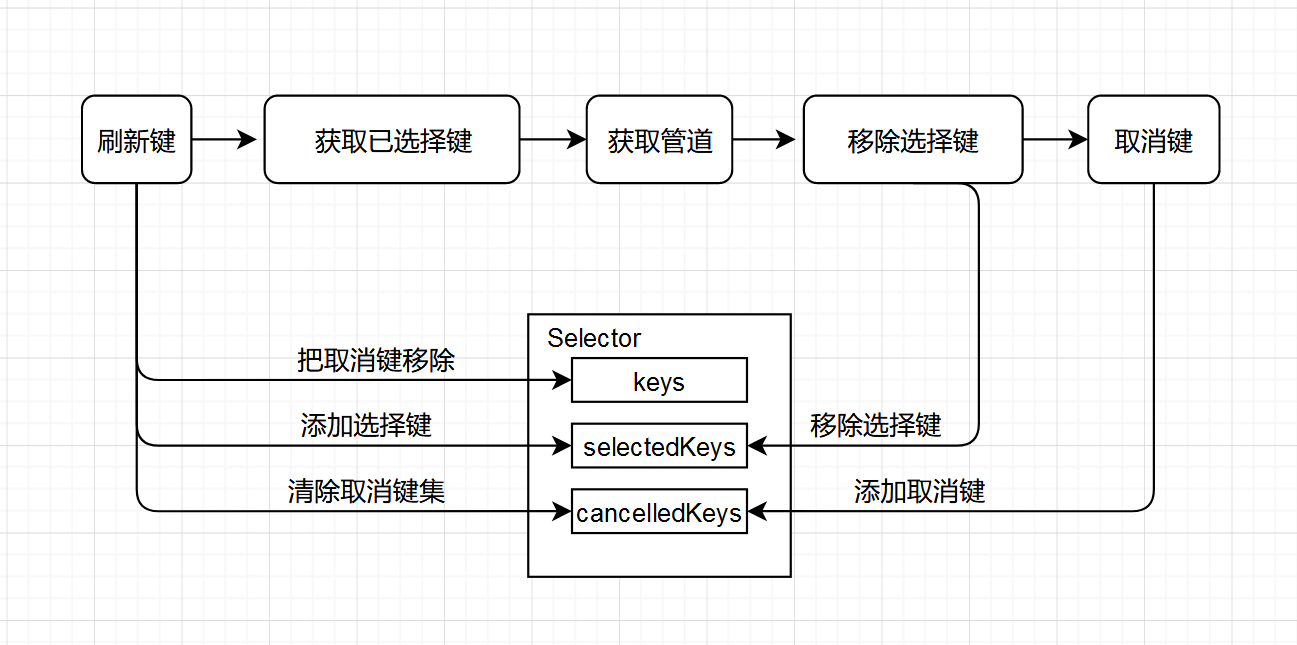 刷新键
获取已选择键
获取管道
移除选择键
取消键
Selector
把取消键移除
keys
添加选择键
selectedKeys
移除选择键
清除取消键集
cancelledKeys
添加取消键